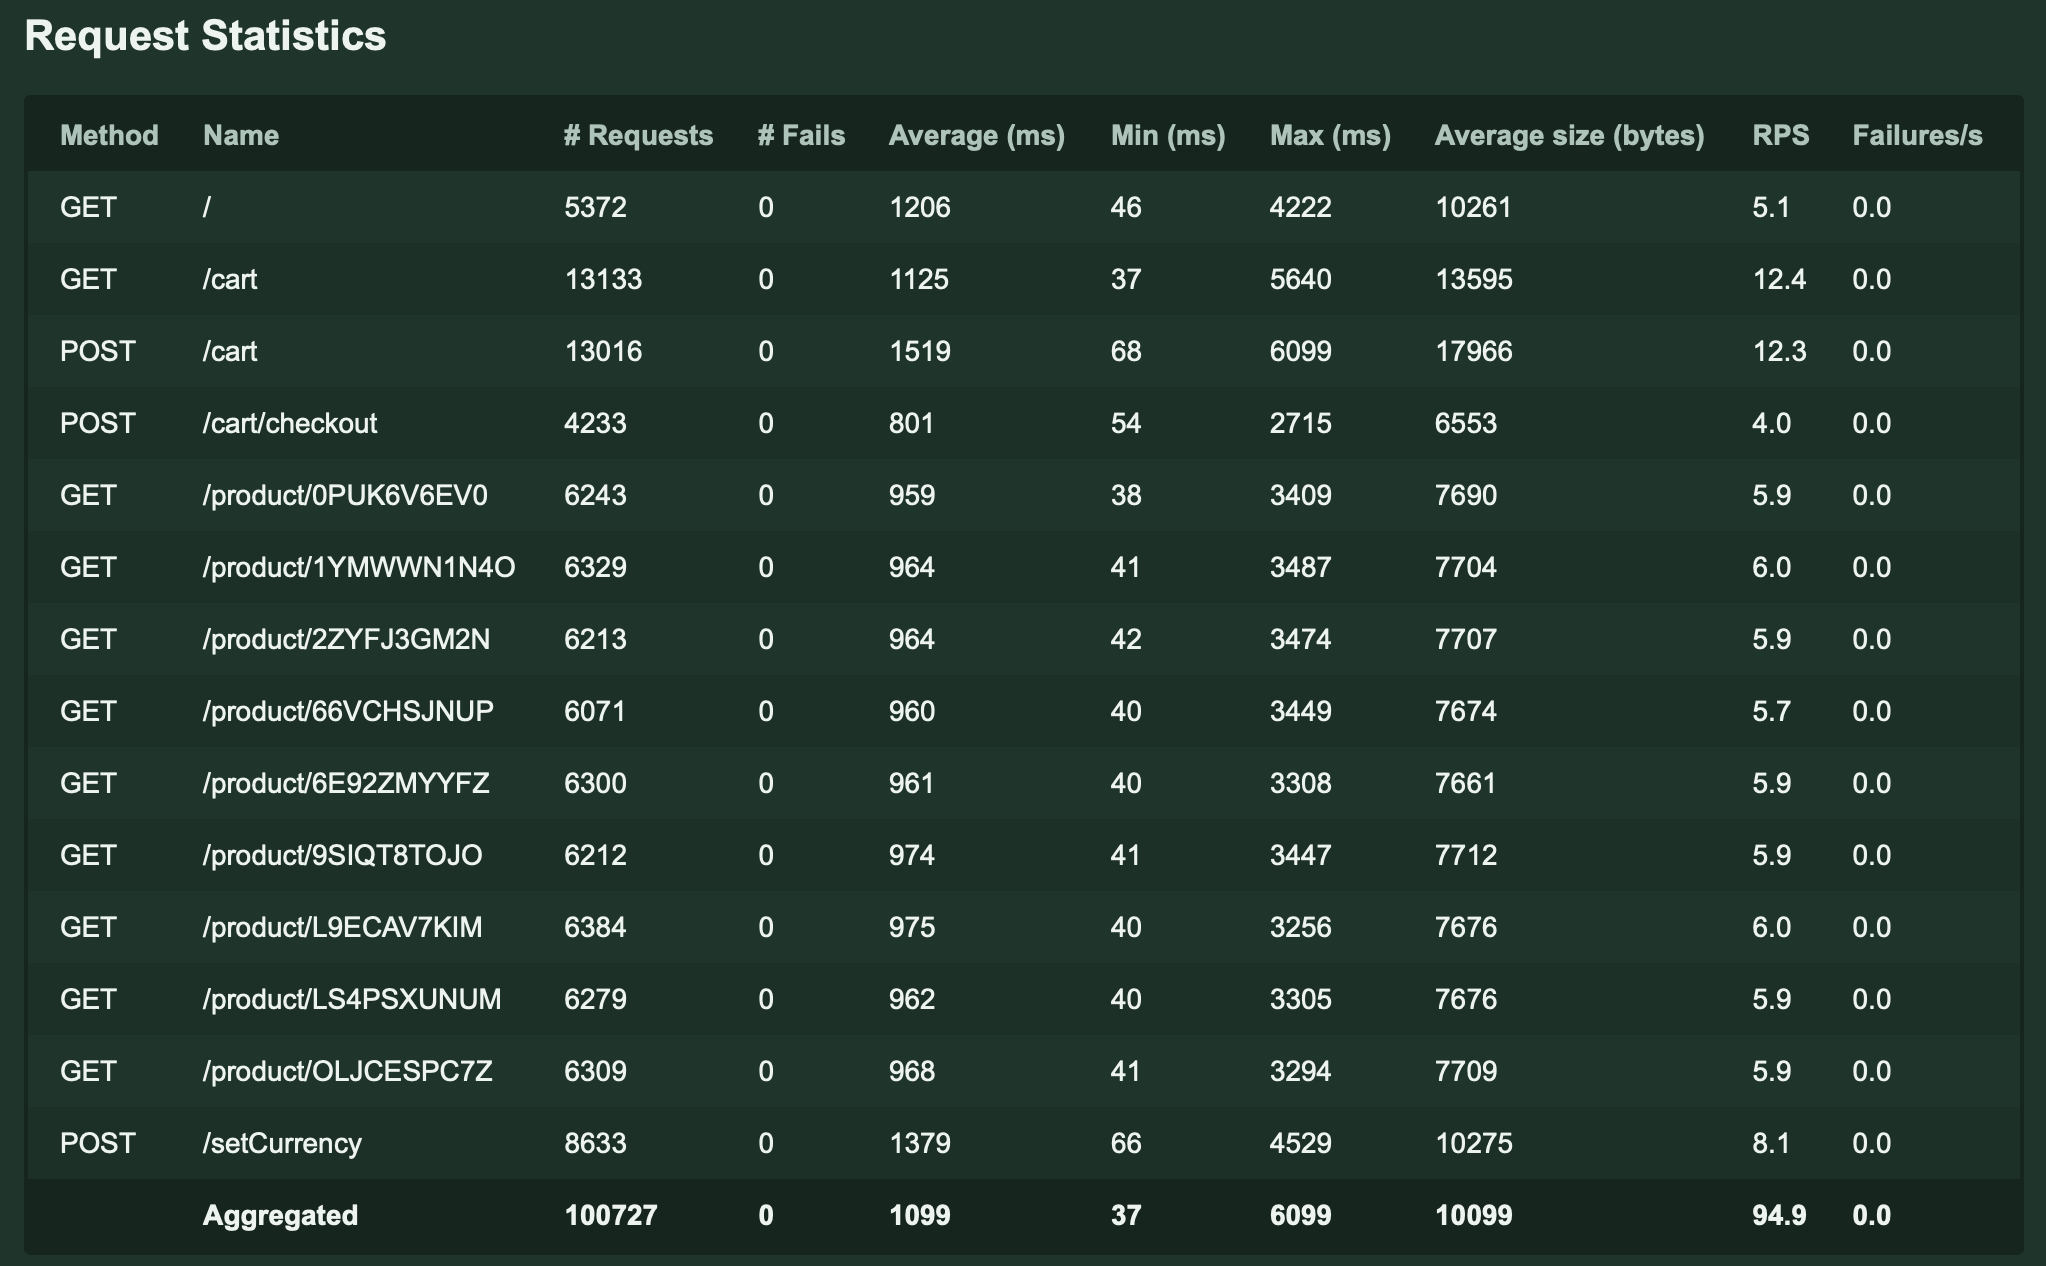 Request Statistics
Method Name # Requests # Fails Average (ms) Min (ms) Max (ms) Average size (bytes) RPS Failures/s
GET / 5372 0 1206 46 4222 10261 5.1 0.0
GET /cart 13133 0 1125 37 5640 13595 12.4 0.0
POST /cart 13016 0 1519 68 6099 17966 12.3 0.0
POST /cart/checkout 4233 0 801 54 2715 6553 4.0 0.0
GET /product/0PUK6V6EV0 6243 0 959 38 3409 7690 5.9 0.0
GET /product/1YMWWN1N4O 6329 0 964 41 3487 7704 6.0 0.0
GET /product/2ZYFJ3GM2N 6213 0 964 42 3474 7707 5.9 0.0
GET /product/66VCHSJNUP 6071 0 960 40 3449 7674 5.7 0.0
GET /product/6E92ZMYYFZ 6300 0 961 40 3308 7661 5.9 0.0
GET /product/9SIQT8TOJO 6212 0 974 41 3447 7712 5.9 0.0
GET /product/L9ECAV7KIM 6384 0 975 40 3256 7676 6.0 0.0
GET /product/LS4PSXUNUM 6279 0 962 40 3305 7676 5.9 0.0
GET /product/OLJCESPC7Z 6309 0 968 41 3294 7709 5.9 0.0
POST /setCurrency 8633 0 1379 66 4529 10275 8.1 0.0
Aggregated 100727 0 1099 37 6099 10099 94.9 0.0